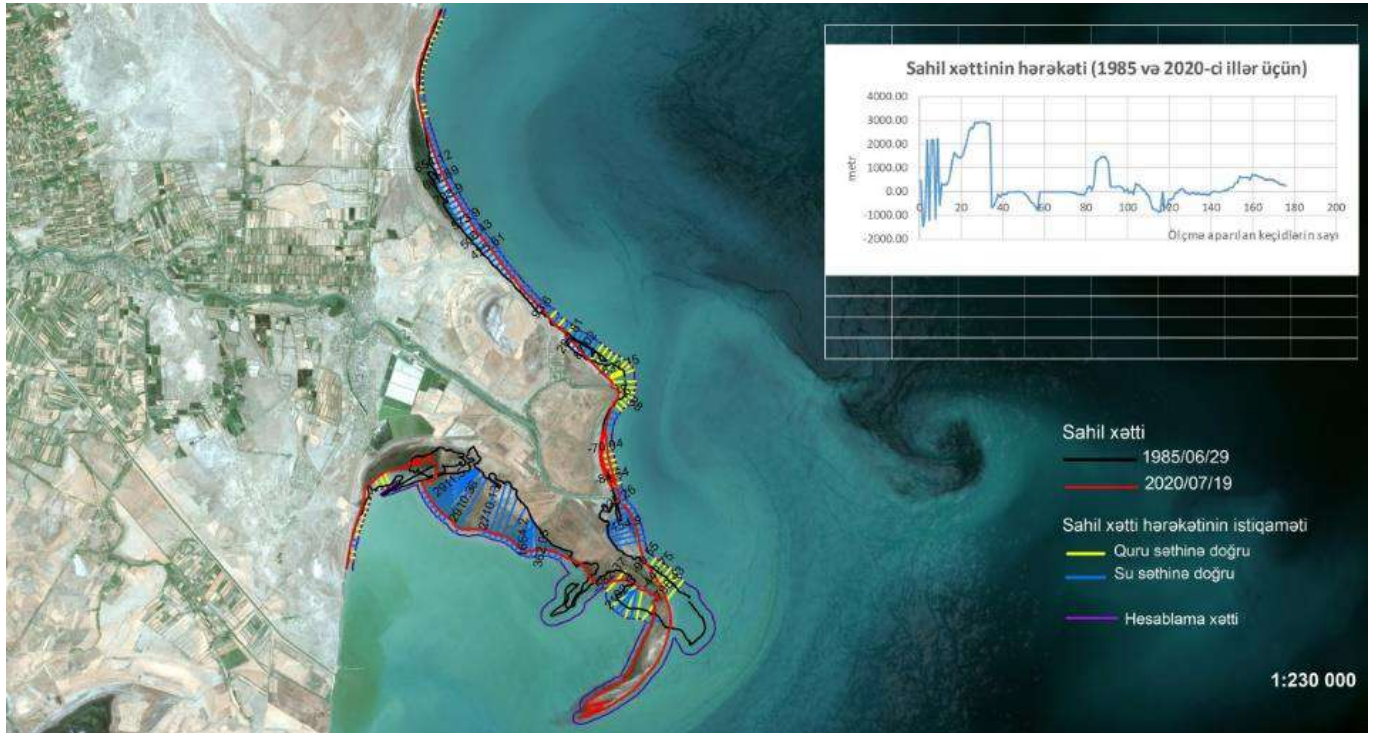 Sahil xəttinin hərəkəti (1985 və 2020-ci illər üçün)
4000.00
3000.00
2000.00
1000.00
0.00
-1000.00
-2000.00
metr
0 20 40 60 80 100 120 140 160 180 200
Ölçmə aparılan keçidlərin sayı
-70.04
Sahil xətti
1985/06/29
2020/07/19
Sahil xətti hərəkətinin istiqaməti
Quru səthinə doğru
Su səthinə doğru
Hesablama xətti
1:230 000